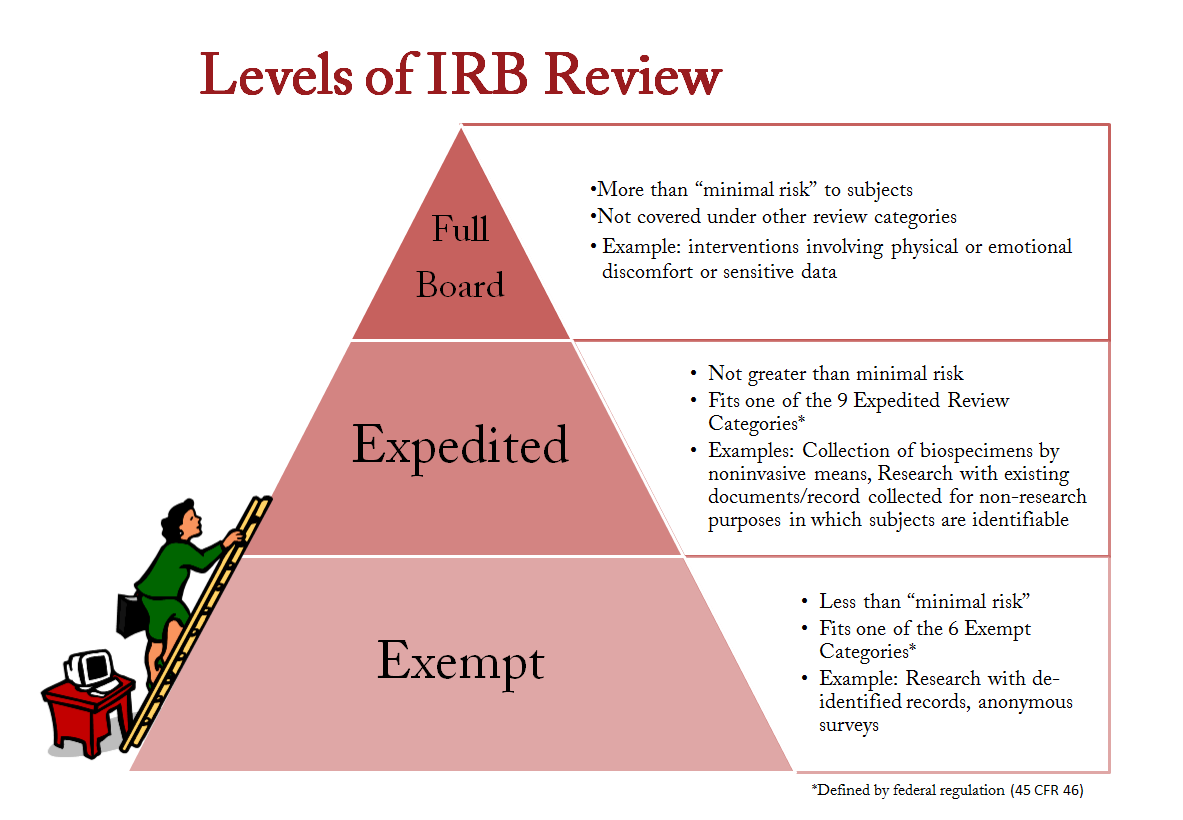 Levels of IRB Review
Full
Board
•More than “minimal risk” to subjects
•Not covered under other review categories
• Example: interventions involving physical or emotional
discomfort or sensitive data
Expedited
• Not greater than minimal risk
• Fits one of the 9 Expedited Review
Categories*
• Examples: Collection of biospecimens by
noninvasive means, Research with existing
documents/record collected for non-research
purposes in which subjects are identifiable
Exempt
• Less than “minimal risk”
• Fits one of the 6 Exempt
Categories*
• Example: Research with de-
identified records, anonymous
surveys
*Defined by federal regulation (45 CFR 46)